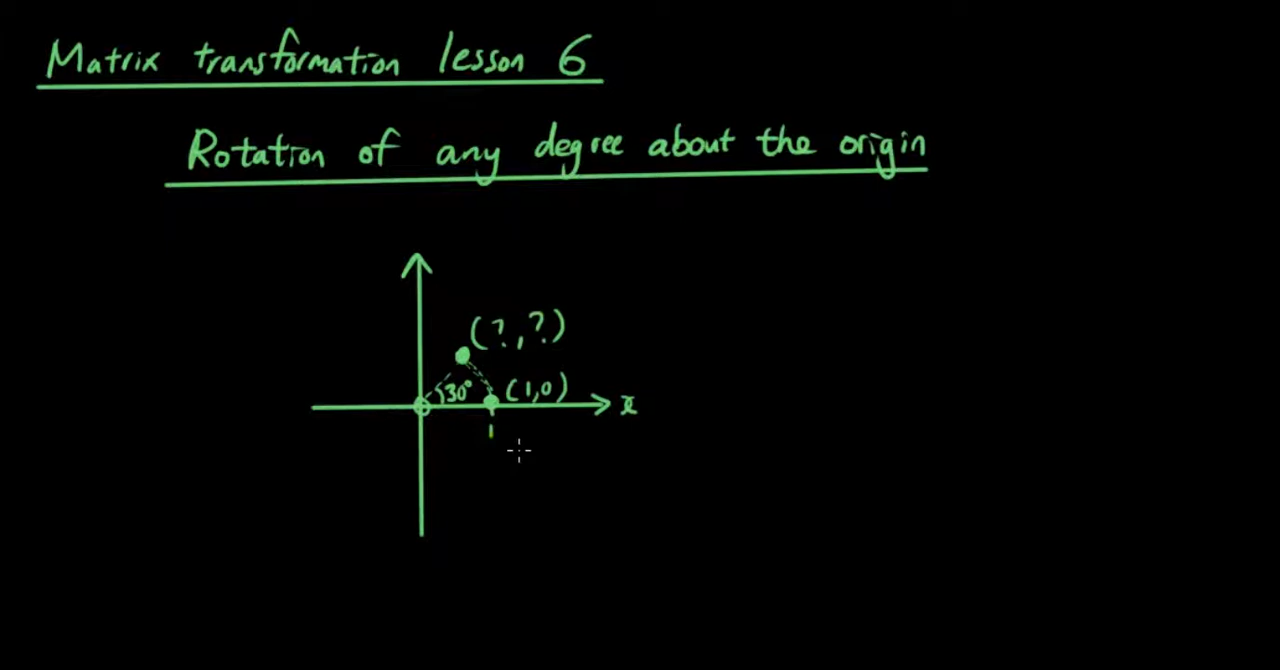 Matrix transformation lesson 6
Rotation of any degree about the origin
(?,?)
30°
(1,0)
x
1